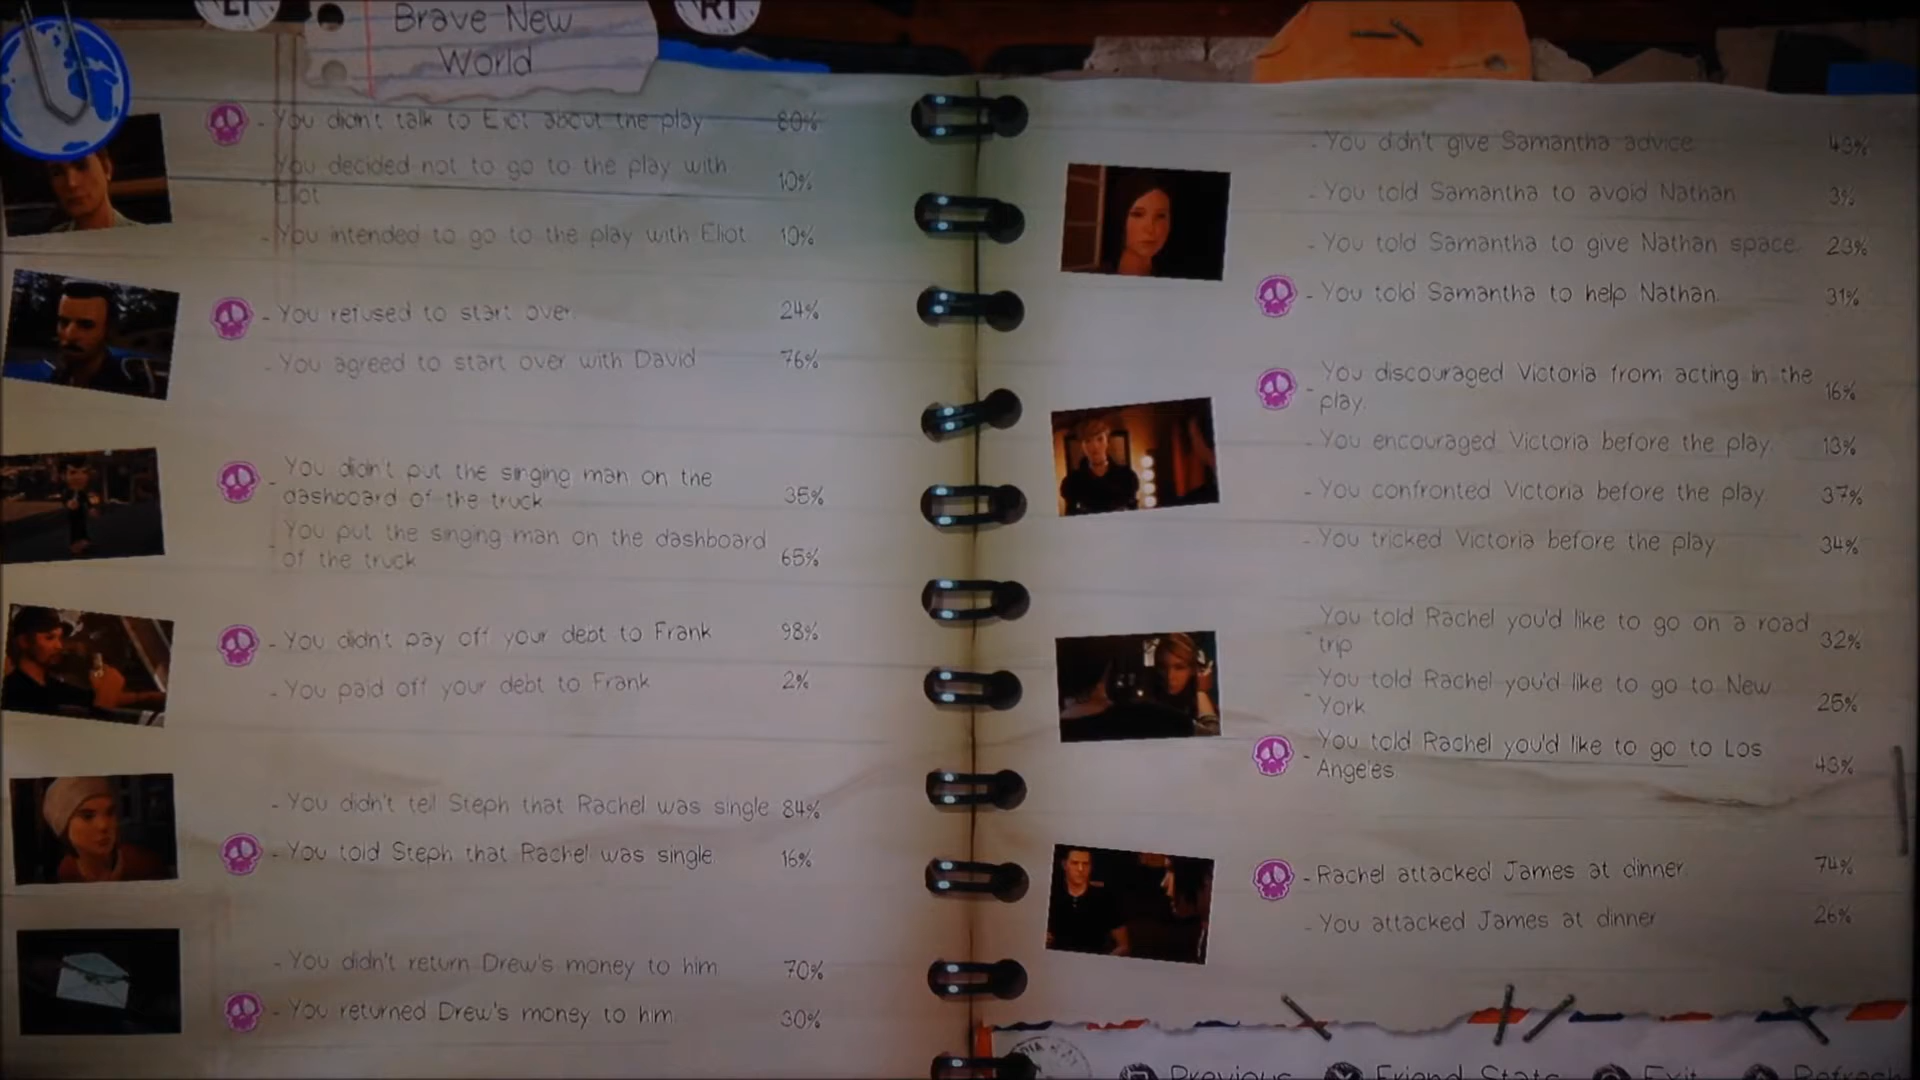 LT
Brave New
World
RT
- You didn't talk to Eliot about the play 80%
You decided not to go to the play with
Eliot 10%
- You intended to go to the play with Eliot 10%
- You refused to start over. 24%
- You agreed to start over with David 76%
- You didn't put the singing man on the
dashboard of the truck 35%
- You put the singing man on the dashboard
of the truck 65%
- You didn't pay off your debt to Frank 98%
- You paid off your debt to Frank 2%
- You didn't tell Steph that Rachel was single 84%
- You told Steph that Rachel was single 16%
- You didn't return Drew's money to him 70%
- You returned Drew's money to him 30%
- You didn't give Samantha advice 43%
- You told Samantha to avoid Nathan 3%
- You told Samantha to give Nathan space. 23%
- You told Samantha to help Nathan. 31%
- You discouraged Victoria from acting in the
play. 16%
- You encouraged Victoria before the play. 13%
- You confronted Victoria before the play 37%
- You tricked Victoria before the play 34%
- You told Rachel you'd like to go on a road
trip 32%
- You told Rachel you'd like to go to New
York 25%
- You told Rachel you'd like to go to Los
Angeles 43%
- Rachel attacked James at dinner 74%
- You attacked James at dinner 26%
Previous Friend Stats Exit Refresh